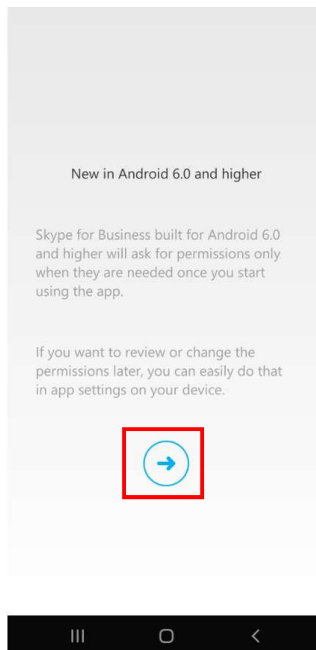 New in Android 6.0 and higher
Skype for Business built for Android 6.0
and higher will ask for permissions only
when they are needed once you start
using the app.
If you want to review or change the
permissions later, you can easily do that
in app settings on your device.